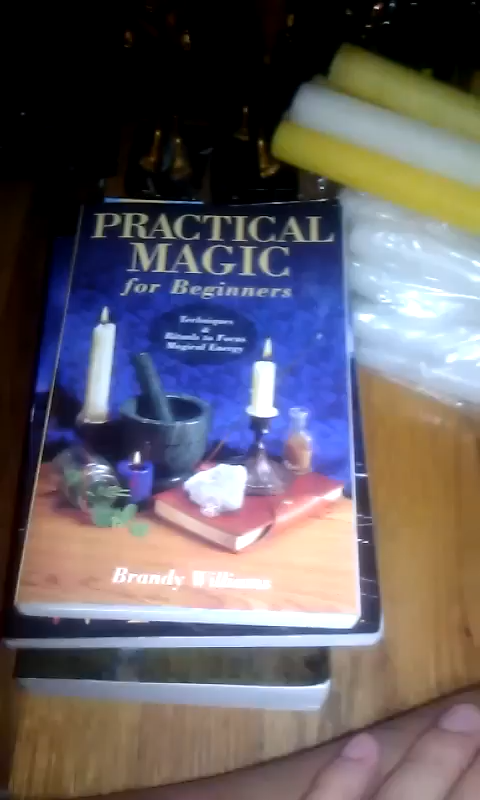 PRACTICAL
MAGIC
for Beginners
Techniques
&
Rituals to Focus
Magical Energy
Brandy Williams